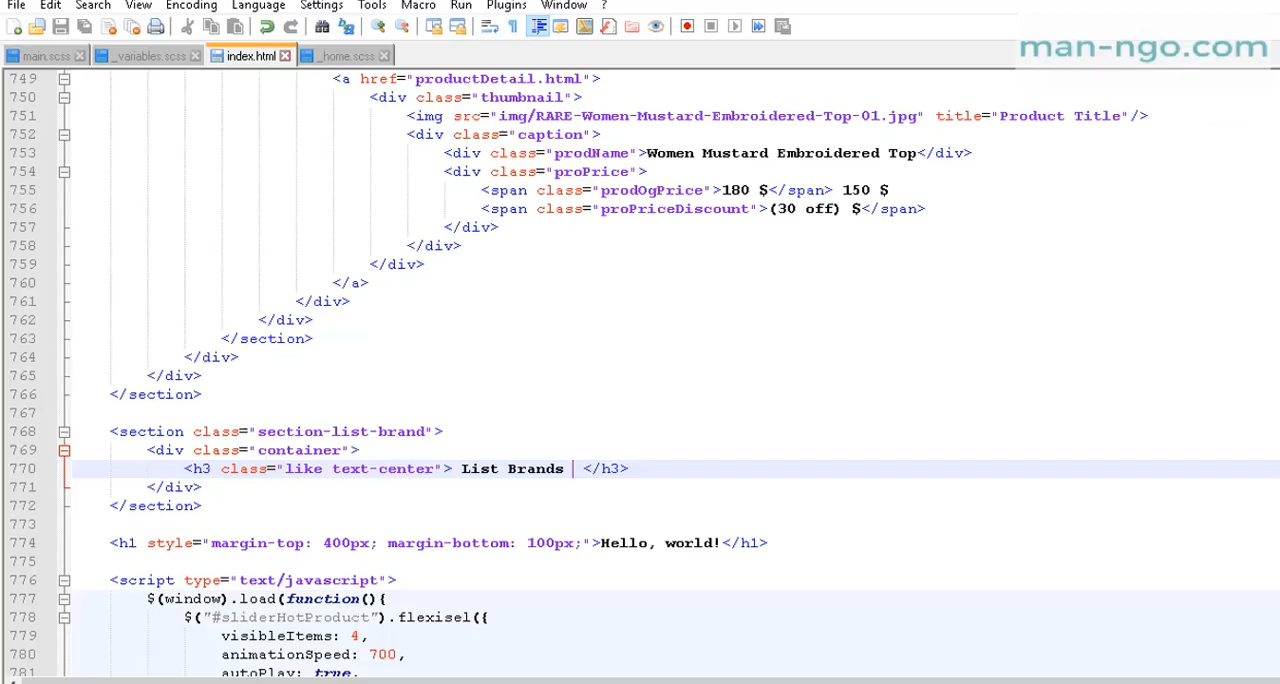 File Edit Search View Encoding Language Settings Tools Macro Run Plugins Window ?
main.scss _variables.scss index.html _home.scss
man-ngo.com
749 <a href="productDetail.html">
750 <div class="thumbnail">
751 <img src="img/RARE-Women-Mustard-Embroidered-Top-01.jpg" title="Product Title"/>
752 <div class="caption">
753 <div class="prodName">Women Mustard Embroidered Top</div>
754 <div class="proPrice">
755 <span class="prodOgPrice">180 $</span> 150 $
756 <span class="proPriceDiscount">(30 off) $</span>
757 </div>
758 </div>
759 </div>
760 </a>
761 </div>
762 </div>
763 </section>
764 </div>
765 </div>
766 </section>
767
768 <section class="section-list-brand">
769 <div class="container">
770 <h3 class="like text-center"> List Brands </h3>
771 </div>
772 </section>
773
774 <h1 style="margin-top: 400px; margin-bottom: 100px;">Hello, world!</h1>
775
776 <script type="text/javascript">
777 $(window).load(function(){
778 $("#sliderHotProduct").flexisel({
779 visibleItems: 4,
780 animationSpeed: 700,
781 autoPlay: true,